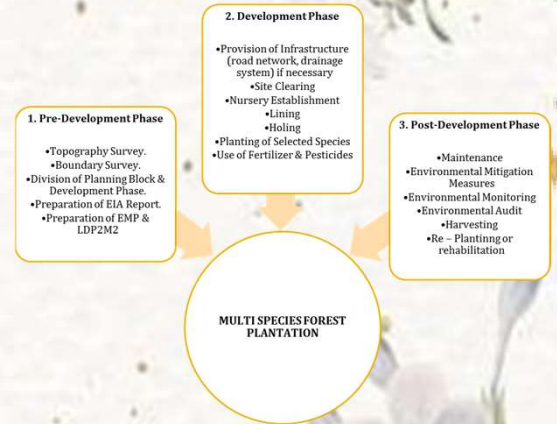 1. Pre-Development Phase
•Topography Survey.
•Boundary Survey.
•Division of Planning Block &
Development Phase.
•Preparation of EIA Report.
•Preparation of EMP &
LDP2M2
2. Development Phase
•Provision of Infrastructure
(road network, drainage
system) if necessary
•Site Clearing
•Nursery Establishment
•Lining
•Holing
•Planting of Selected Species
•Use of Fertilizer & Pesticides
3. Post-Development Phase
•Maintenance
•Environmental Mitigation
Measures
•Environmental Monitoring
•Environmental Audit
•Harvesting
•Re – Plantinng or
rehabilitation
MULTI SPECIES FOREST
PLANTATION